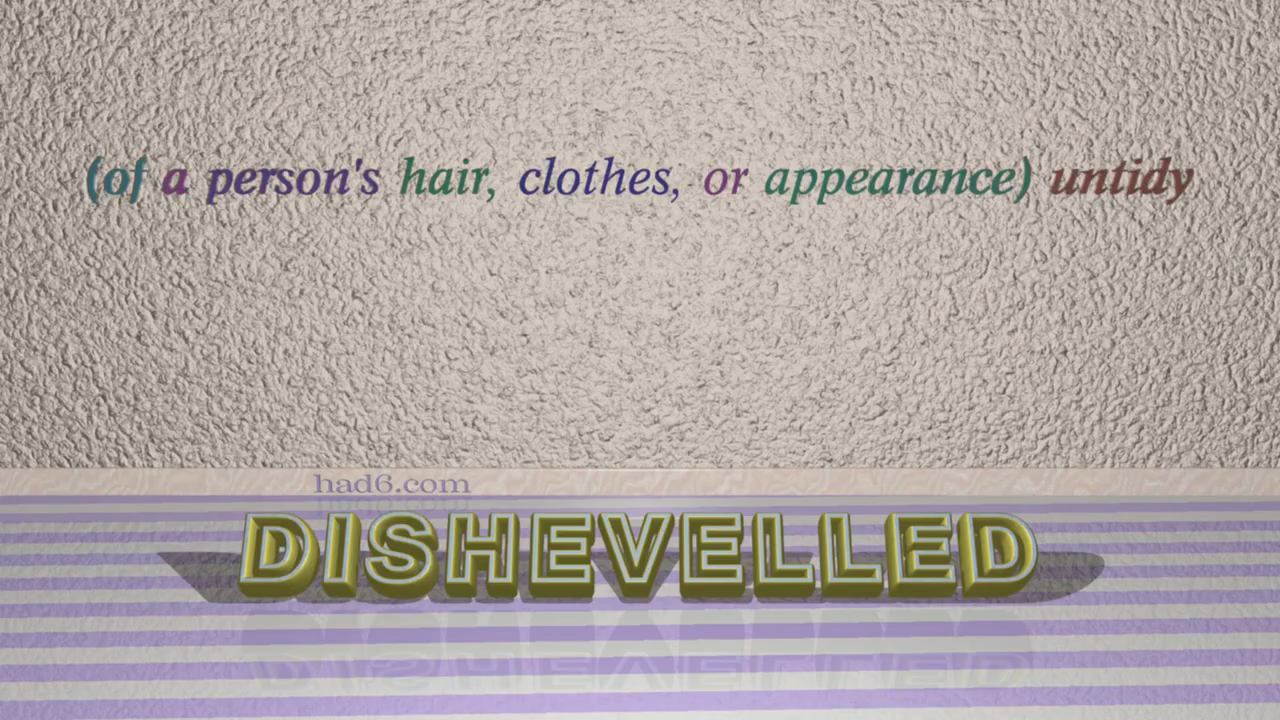 (of a person's hair, clothes, or appearance) untidy
had6.com
DISHEVELLED